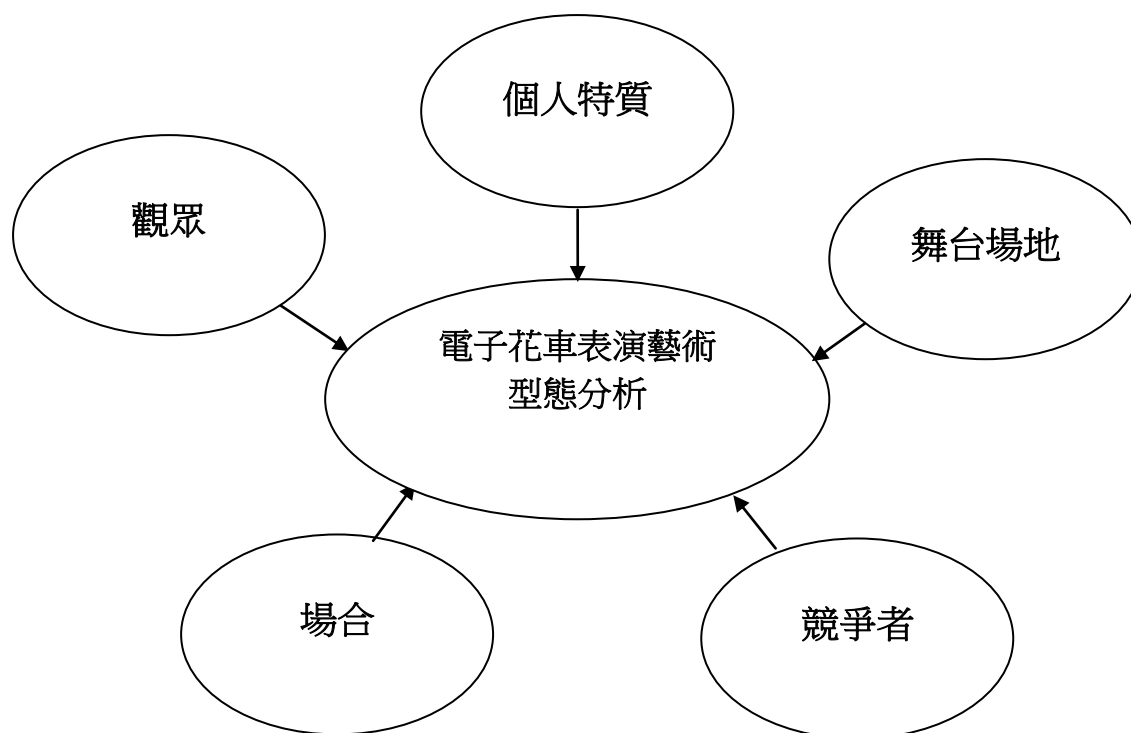 個人特質
觀眾
舞台場地
電子花車表演藝術
型態分析
場合
競爭者